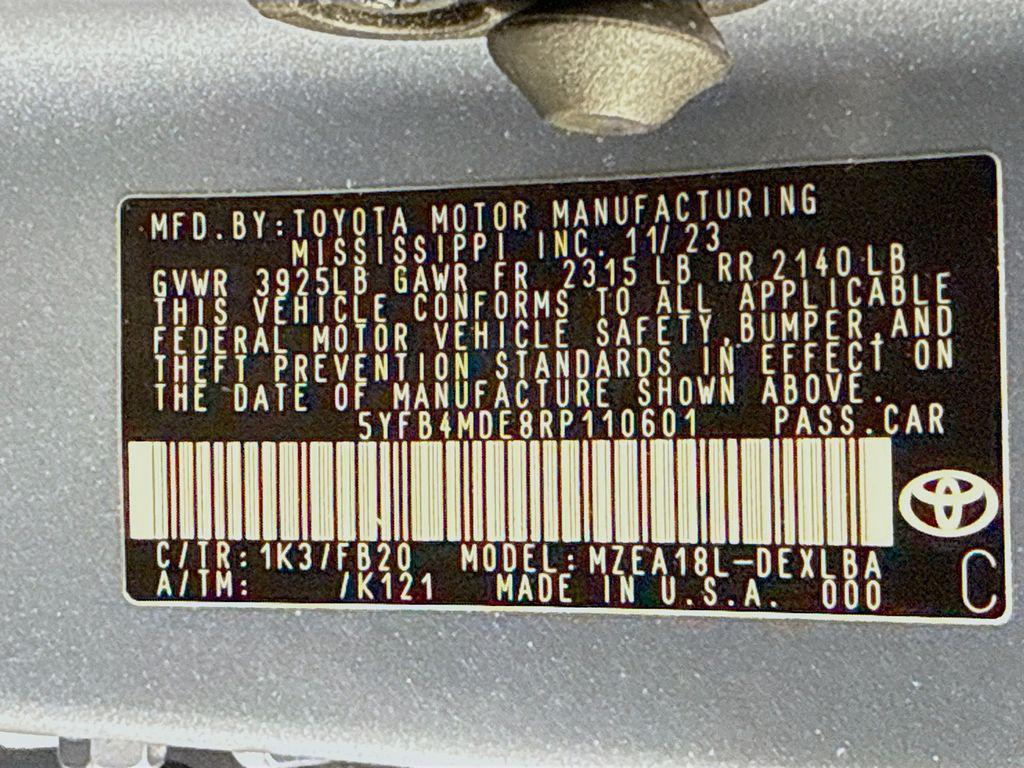 MFD.BY:TOYOTA MOTOR MANUFACTURING
MISSISSIPPI INC. 11/23
GVWR 3925LB GAWR FR 2315 LB RR 2140 LB
THIS VEHICLE CONFORMS TO ALL APPLICABLE
FEDERAL MOTOR VEHICLE SAFETY,BUMPER,AND
THEFT PREVENTION STANDARDS IN EFFECT ON
THE DATE OF MANUFACTURE SHOWN ABOVE.
5YFB4MDE8RP110601 PASS.CAR
C/TR:1K3/FB20 MODEL:MZEA18L-DEXLBA
A/TM: /K121 MADE IN U.S.A. 000
C